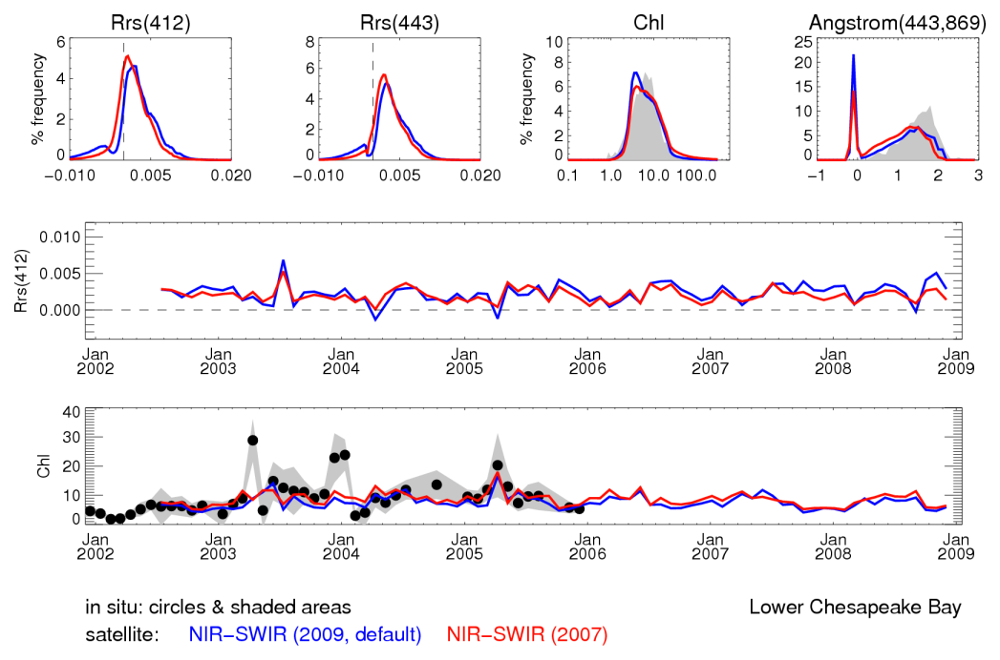 Rrs(412) Rrs(443) Chl Angstrom(443,869)
% frequency
6
4
2
0
−0.010 0.005 0.020
% frequency
8
6
4
2
0
−0.010 0.005 0.020
% frequency
10
8
6
4
2
0
0.1 1.0 10.0 100.0
25
20
15
10
5
0
−1 0 1 2 3
Rrs(412)
0.010
0.005
0.000
Jan Jan Jan Jan Jan Jan Jan Jan
2002 2003 2004 2005 2006 2007 2008 2009
Chl
40
30
20
10
0
Jan Jan Jan Jan Jan Jan Jan Jan
2002 2003 2004 2005 2006 2007 2008 2009
in situ: circles & shaded areas Lower Chesapeake Bay
satellite: NIR−SWIR (2009, default) NIR−SWIR (2007)